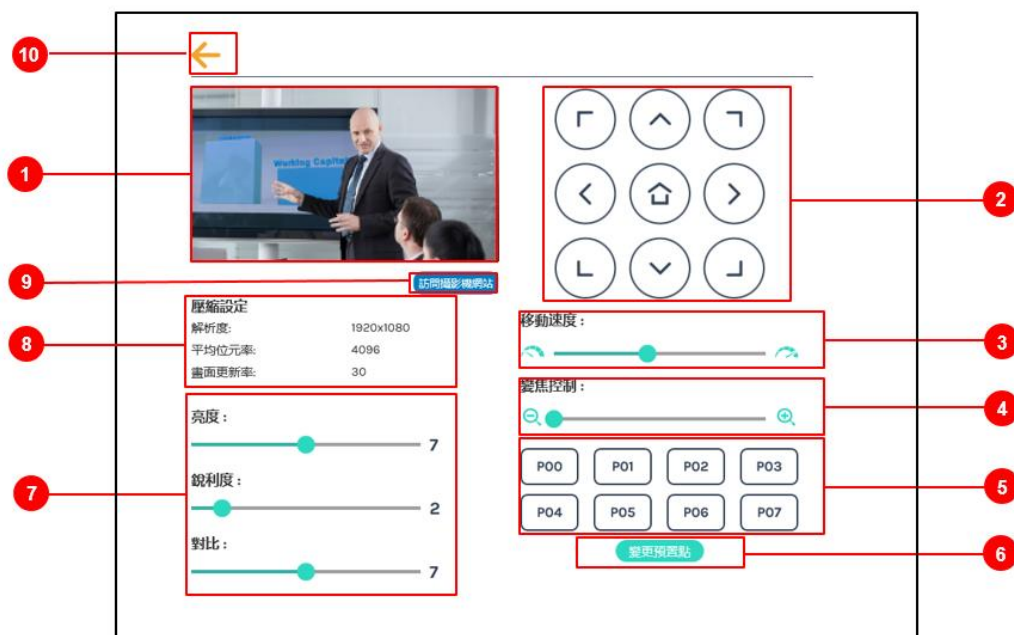 10
1
Working Capital
2
9
訪問攝影機網站
8
壓縮設定
解析度: 1920x1080
平均位元率: 4096
畫面更新率: 30
移動速度:
3
變焦控制:
4
7
亮度:
7
銳利度:
2
對比:
7
P00 P01 P02 P03
P04 P05 P06 P07
5
變更預置點
6